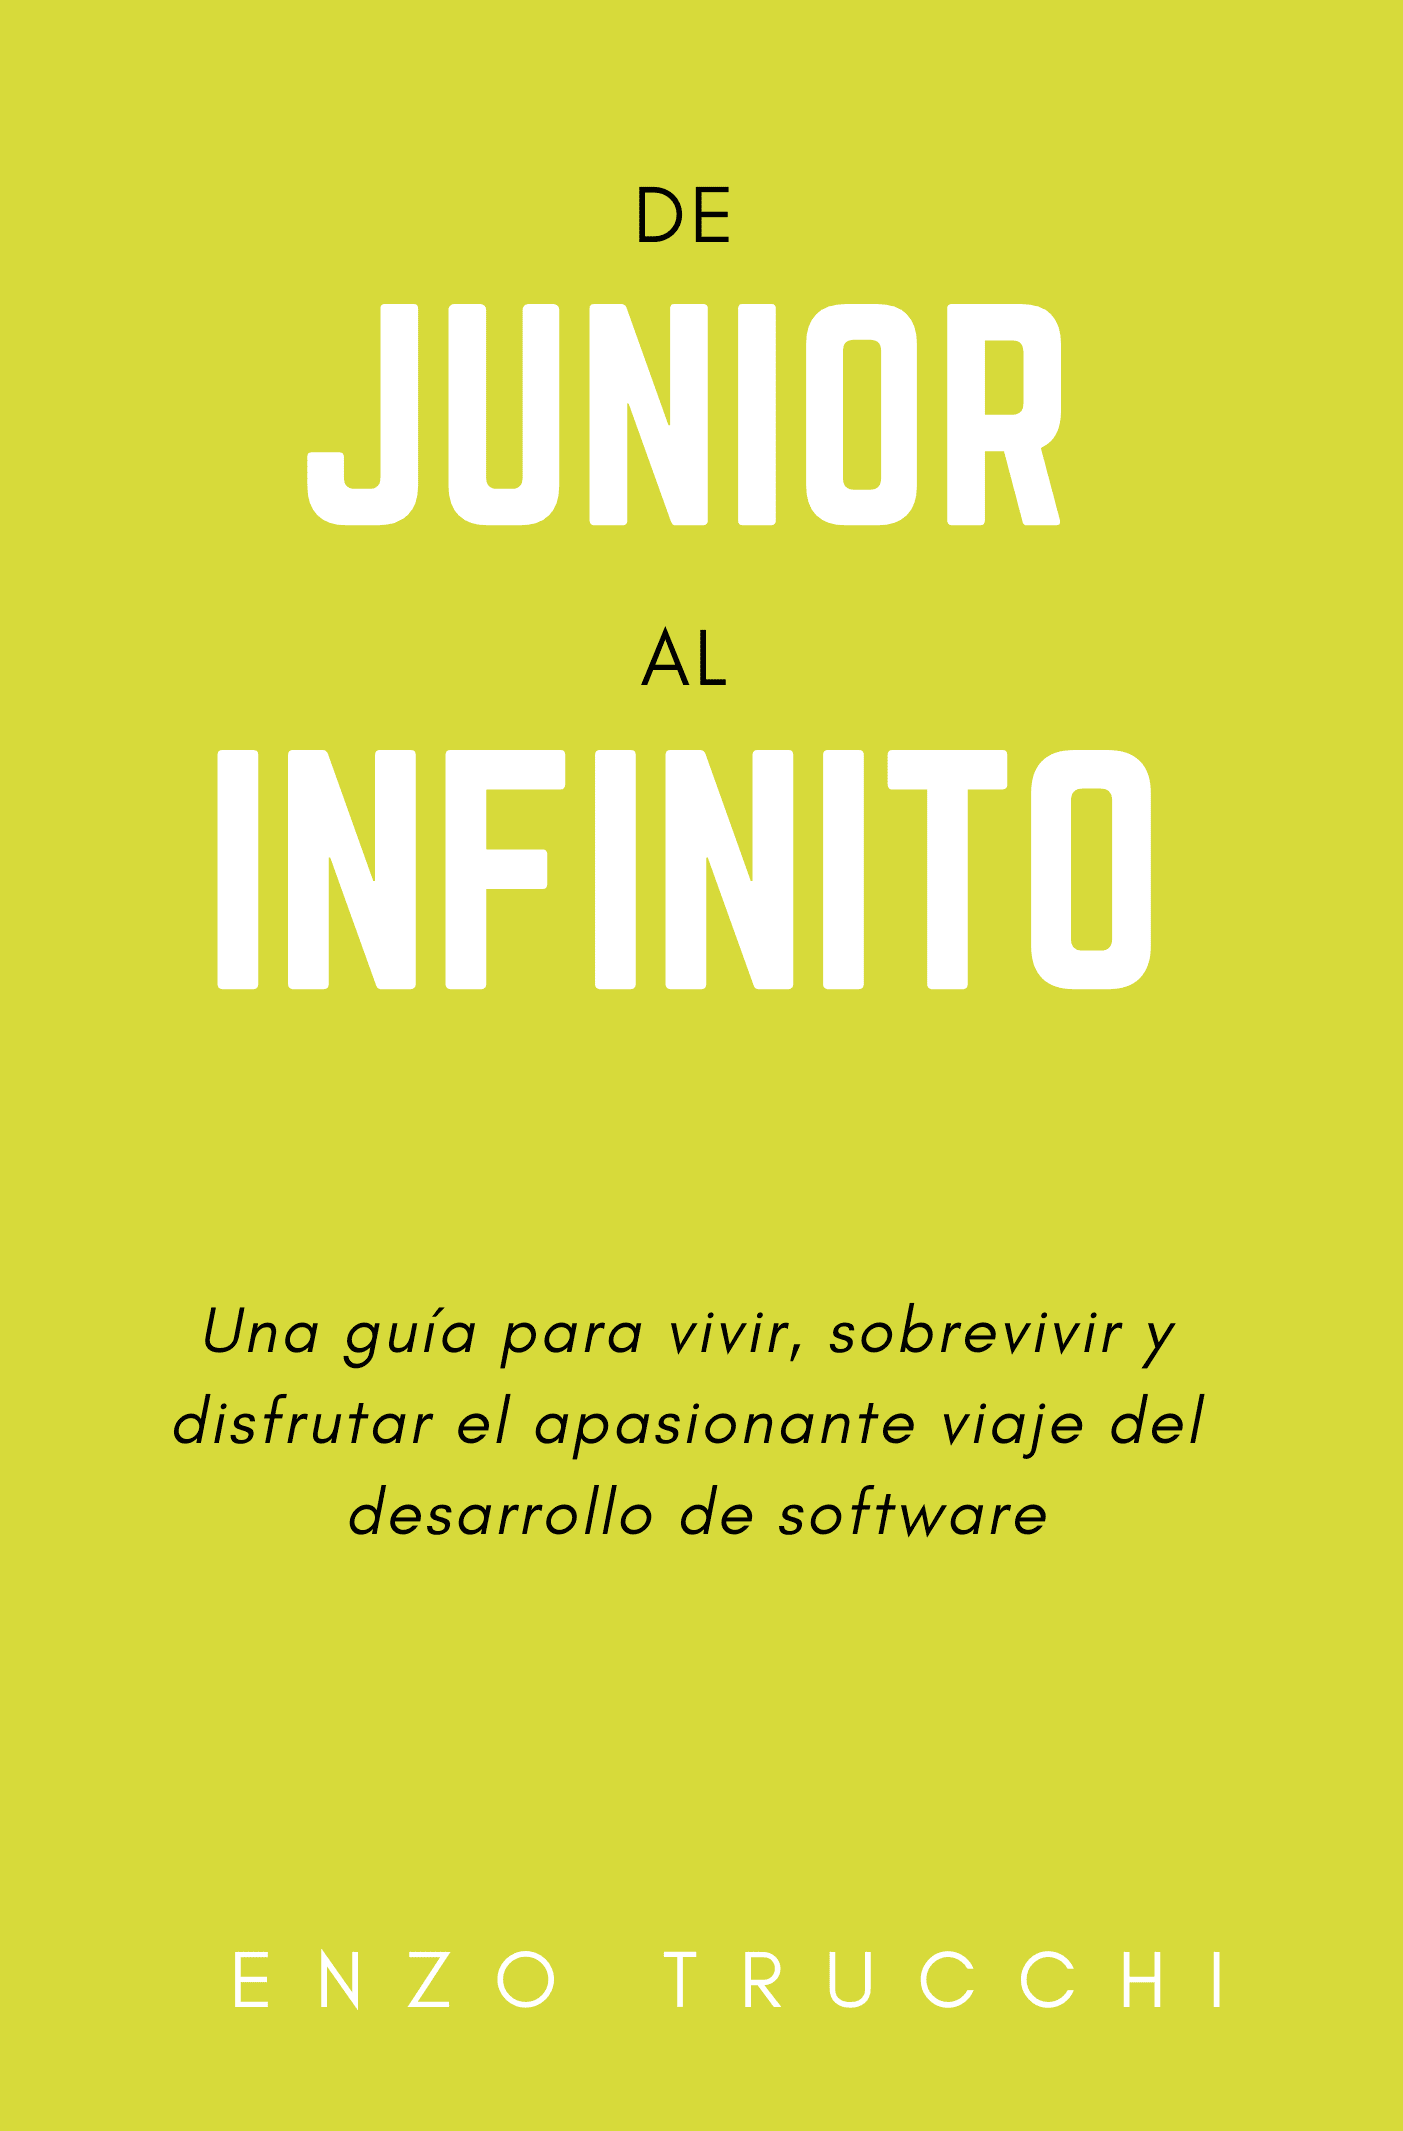 DE
JUNIOR
AL
INFINITO
Una guía para vivir, sobrevivir y
disfrutar el apasionante viaje del
desarrollo de software
ENZO TRUCCHI